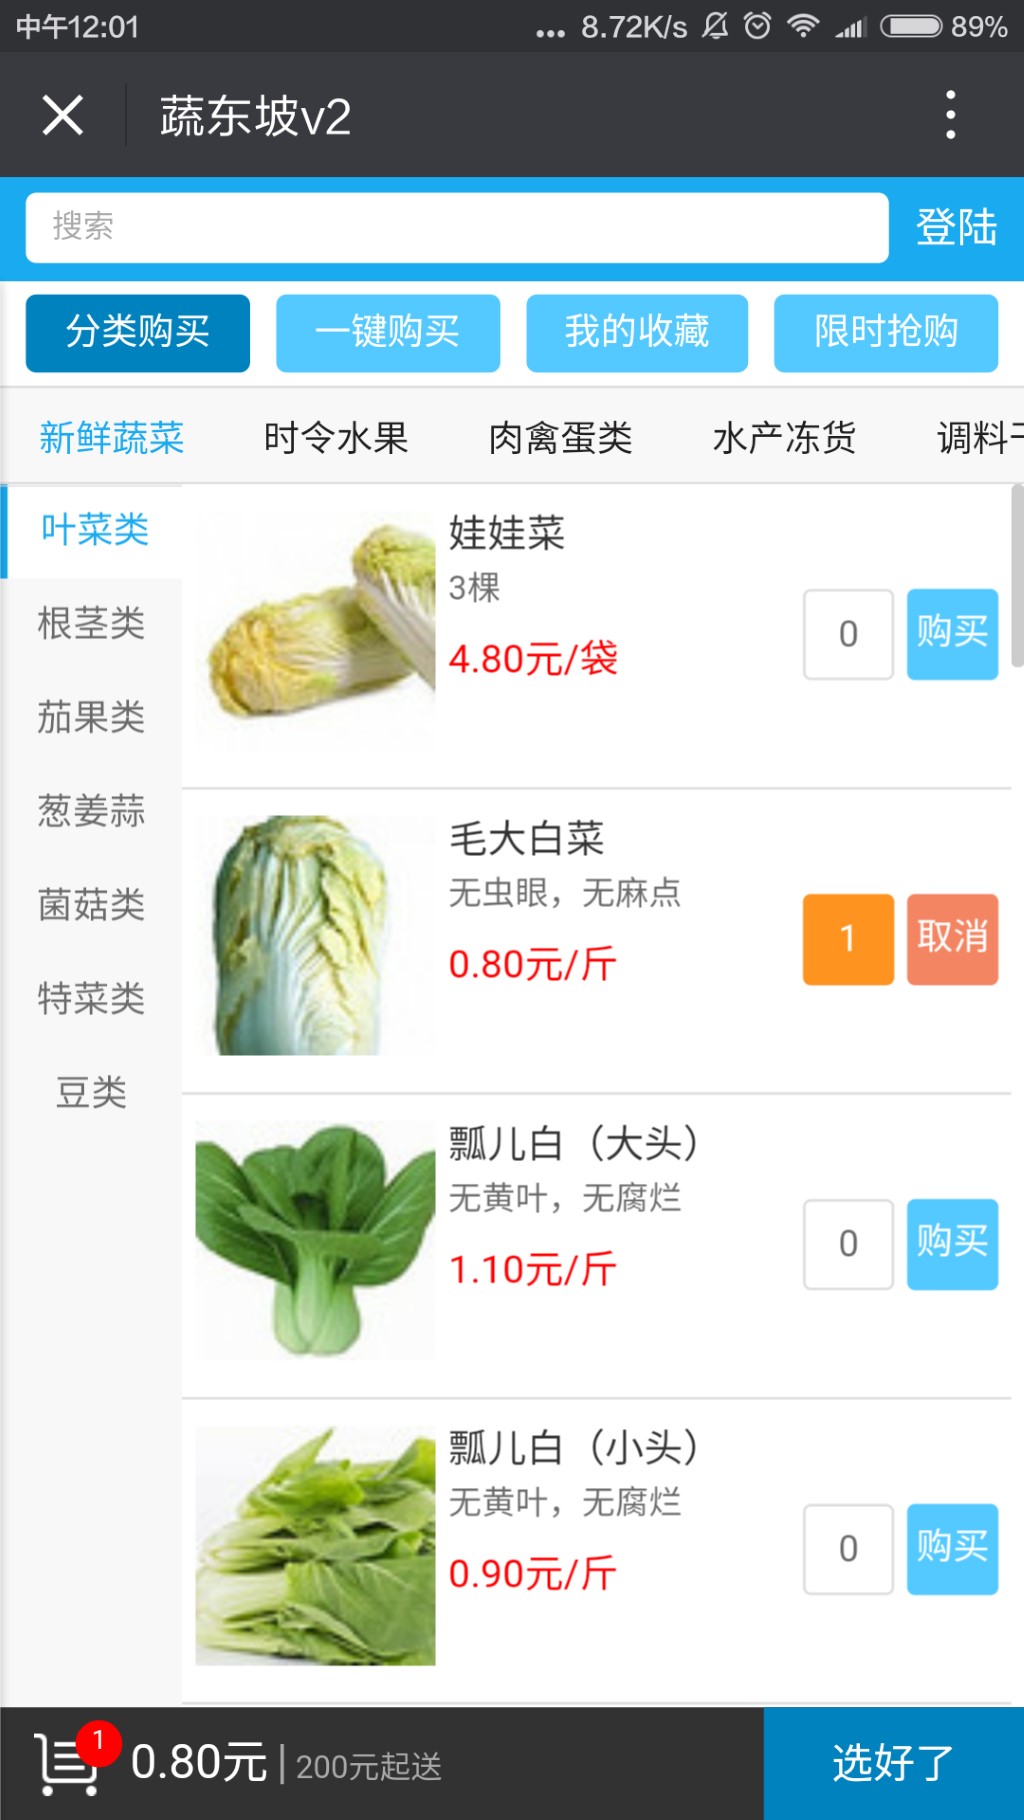 中午12:01
... 8.72K/s 89%
蔬东坡v2
搜索
登陆
分类购买 一键购买 我的收藏 限时抢购
新鲜蔬菜 时令水果 肉禽蛋类 水产冻货 调料
叶菜类
根茎类
茄果类
葱姜蒜
菌菇类
特菜类
豆类
娃娃菜
3棵
4.80元/袋
0 购买
毛大白菜
无虫眼，无麻点
0.80元/斤
1 取消
瓢儿白（大头）
无黄叶，无腐烂
1.10元/斤
0 购买
瓢儿白（小头）
无黄叶，无腐烂
0.90元/斤
0 购买
1
0.80元 | 200元起送
选好了